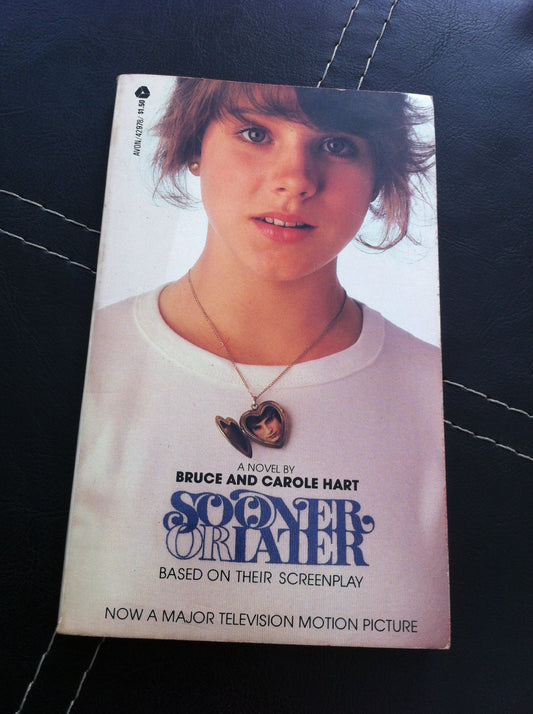 AVON/42978/$1.50
A NOVEL BY
BRUCE AND CAROLE HART
SOONER
OR LATER
BASED ON THEIR SCREENPLAY
NOW A MAJOR TELEVISION MOTION PICTURE